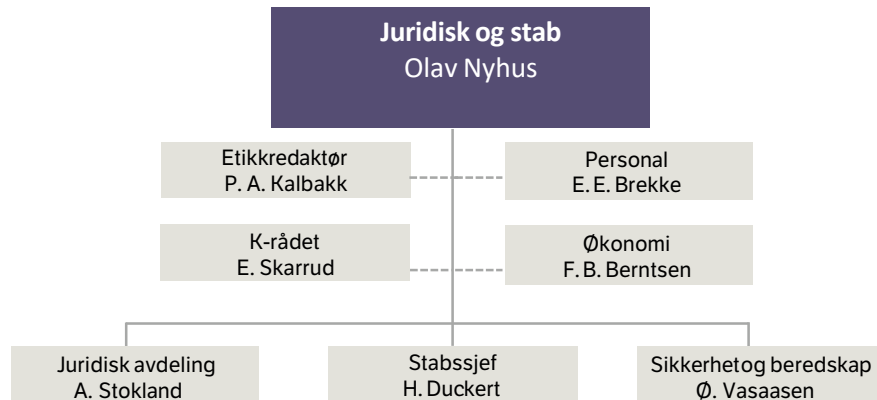 Juridisk og stab
Olav Nyhus
Etikkredaktør
P. A. Kalbakk
Personal
E. E. Brekke
K-rådet
E. Skarrud
Økonomi
F. B. Berntsen
Juridisk avdeling
A. Stokland
Stabssjef
H. Duckert
Sikkerhetog beredskap
Ø. Vasaasen